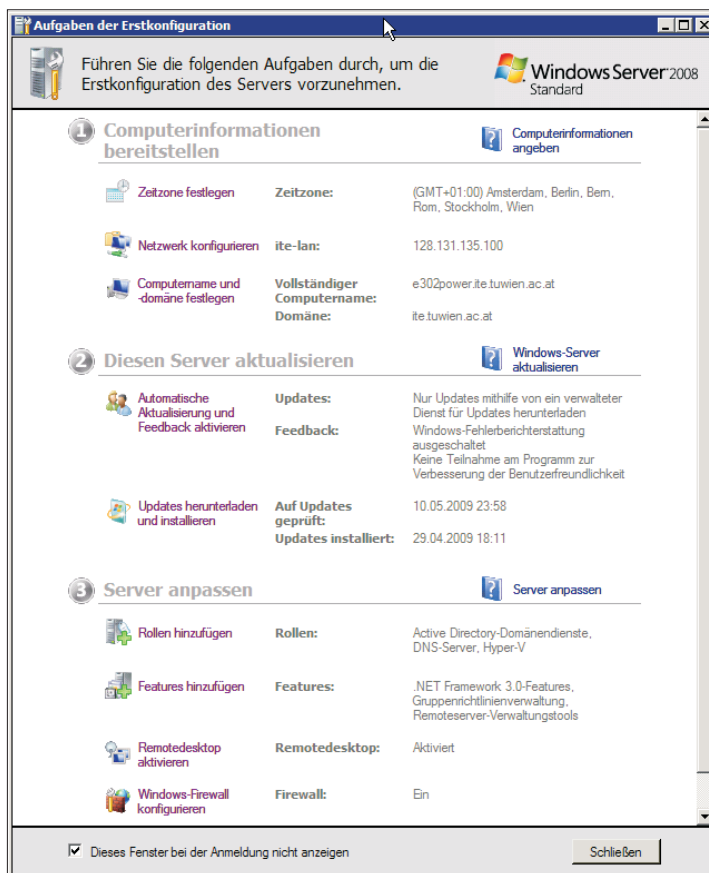 Aufgaben der Erstkonfiguration
Führen Sie die folgenden Aufgaben durch, um die
Erstkonfiguration des Servers vorzunehmen.
Windows Server 2008
Standard
1 Computerinformationen
bereitstellen
Computerinformationen
angeben
Zeitzone festlegen
Zeitzone:
(GMT+01:00) Amsterdam, Berlin, Bern,
Rom, Stockholm, Wien
Netzwerk konfigurieren
ite-lan:
128.131.135.100
Computername und
-domäne festlegen
Vollständiger
Computername:
e302power.ite.tuwien.ac.at
Domäne:
ite.tuwien.ac.at
2 Diesen Server aktualisieren
Windows-Server
aktualisieren
Automatische
Aktualisierung und
Feedback aktivieren
Updates:
Nur Updates mithilfe von ein verwalteter
Dienst für Updates herunterladen
Feedback:
Windows-Fehlerberichterstattung
ausgeschaltet
Keine Teilnahme am Programm zur
Verbesserung der Benutzerfreundlichkeit
Updates herunterladen
und installieren
Auf Updates
geprüft:
10.05.2009 23:58
Updates installiert:
29.04.2009 18:11
3 Server anpassen
Server anpassen
Rollen hinzufügen
Rollen:
Active Directory-Domänendienste,
DNS-Server, Hyper-V
Features hinzufügen
Features:
.NET Framework 3.0-Features,
Gruppenrichtlinienverwaltung,
Remoteserver-Verwaltungstools
Remotedesktop
aktivieren
Remotedesktop:
Aktiviert
Windows-Firewall
konfigurieren
Firewall:
Ein
Dieses Fenster bei der Anmeldung nicht anzeigen
Schließen